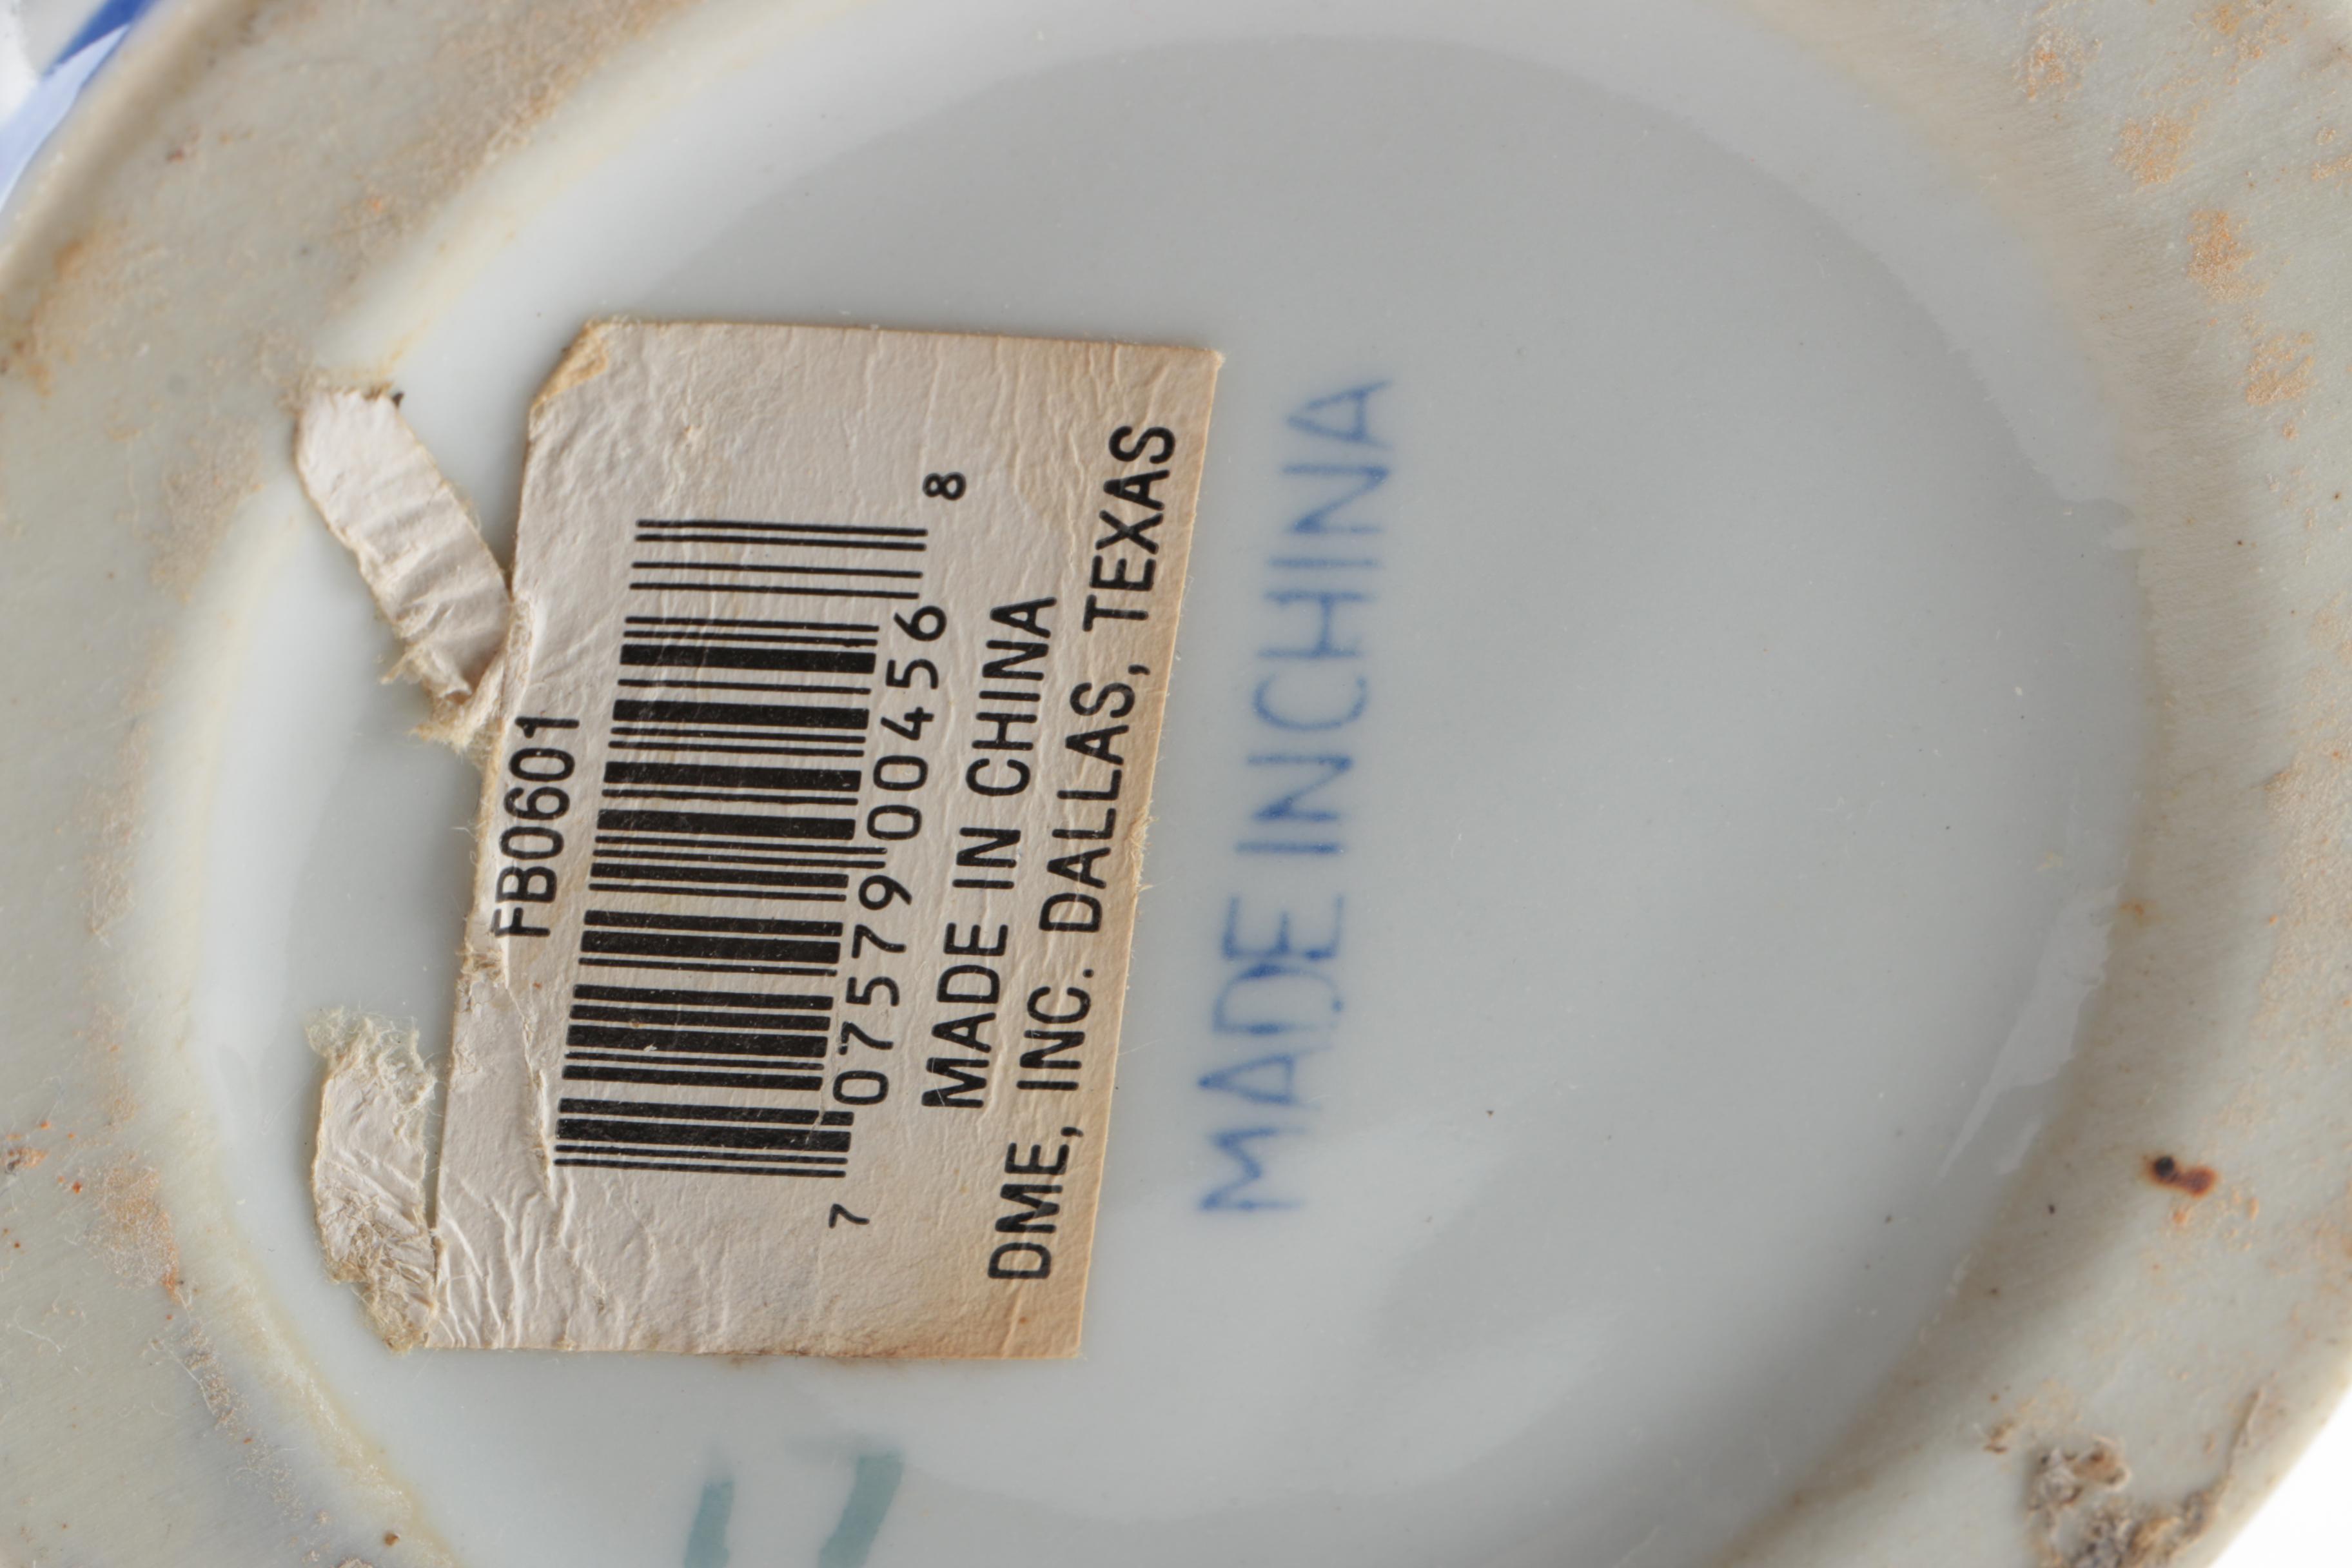 FB0601
7 07579 00456 8
MADE IN CHINA
DME, INC. DALLAS, TEXAS
MADE IN CHINA